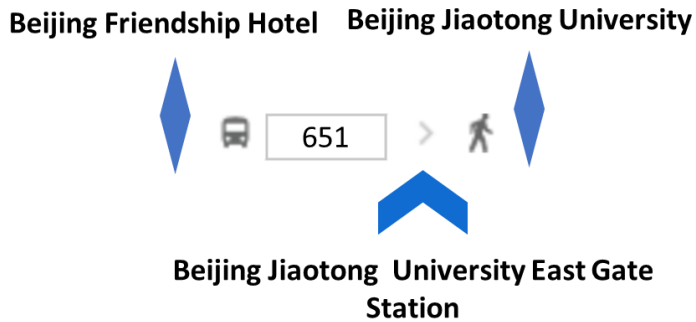 Beijing Friendship Hotel
Beijing Jiaotong University
651
Beijing Jiaotong University East Gate
Station